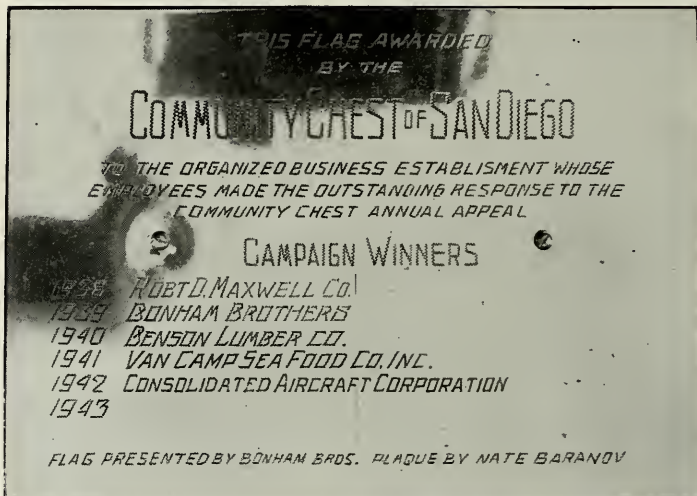 THIS FLAG AWARDED
BY THE
COMMUNITY CHEST OF SAN DIEGO
TO THE ORGANIZED BUSINESS ESTABLISMENT WHOSE
EMPLOYEES MADE THE OUTSTANDING RESPONSE TO THE
COMMUNITY CHEST ANNUAL APPEAL
CAMPAIGN WINNERS
1938 ROBT D. MAXWELL CO.
1939 BONHAM BROTHERS
1940 BENSON LUMBER CO.
1941 VAN CAMP SEA FOOD CO. INC.
1942 CONSOLIDATED AIRCRAFT CORPORATION
1943
FLAG PRESENTED BY BONHAM BROS. PLAQUE BY NATE BARANOV